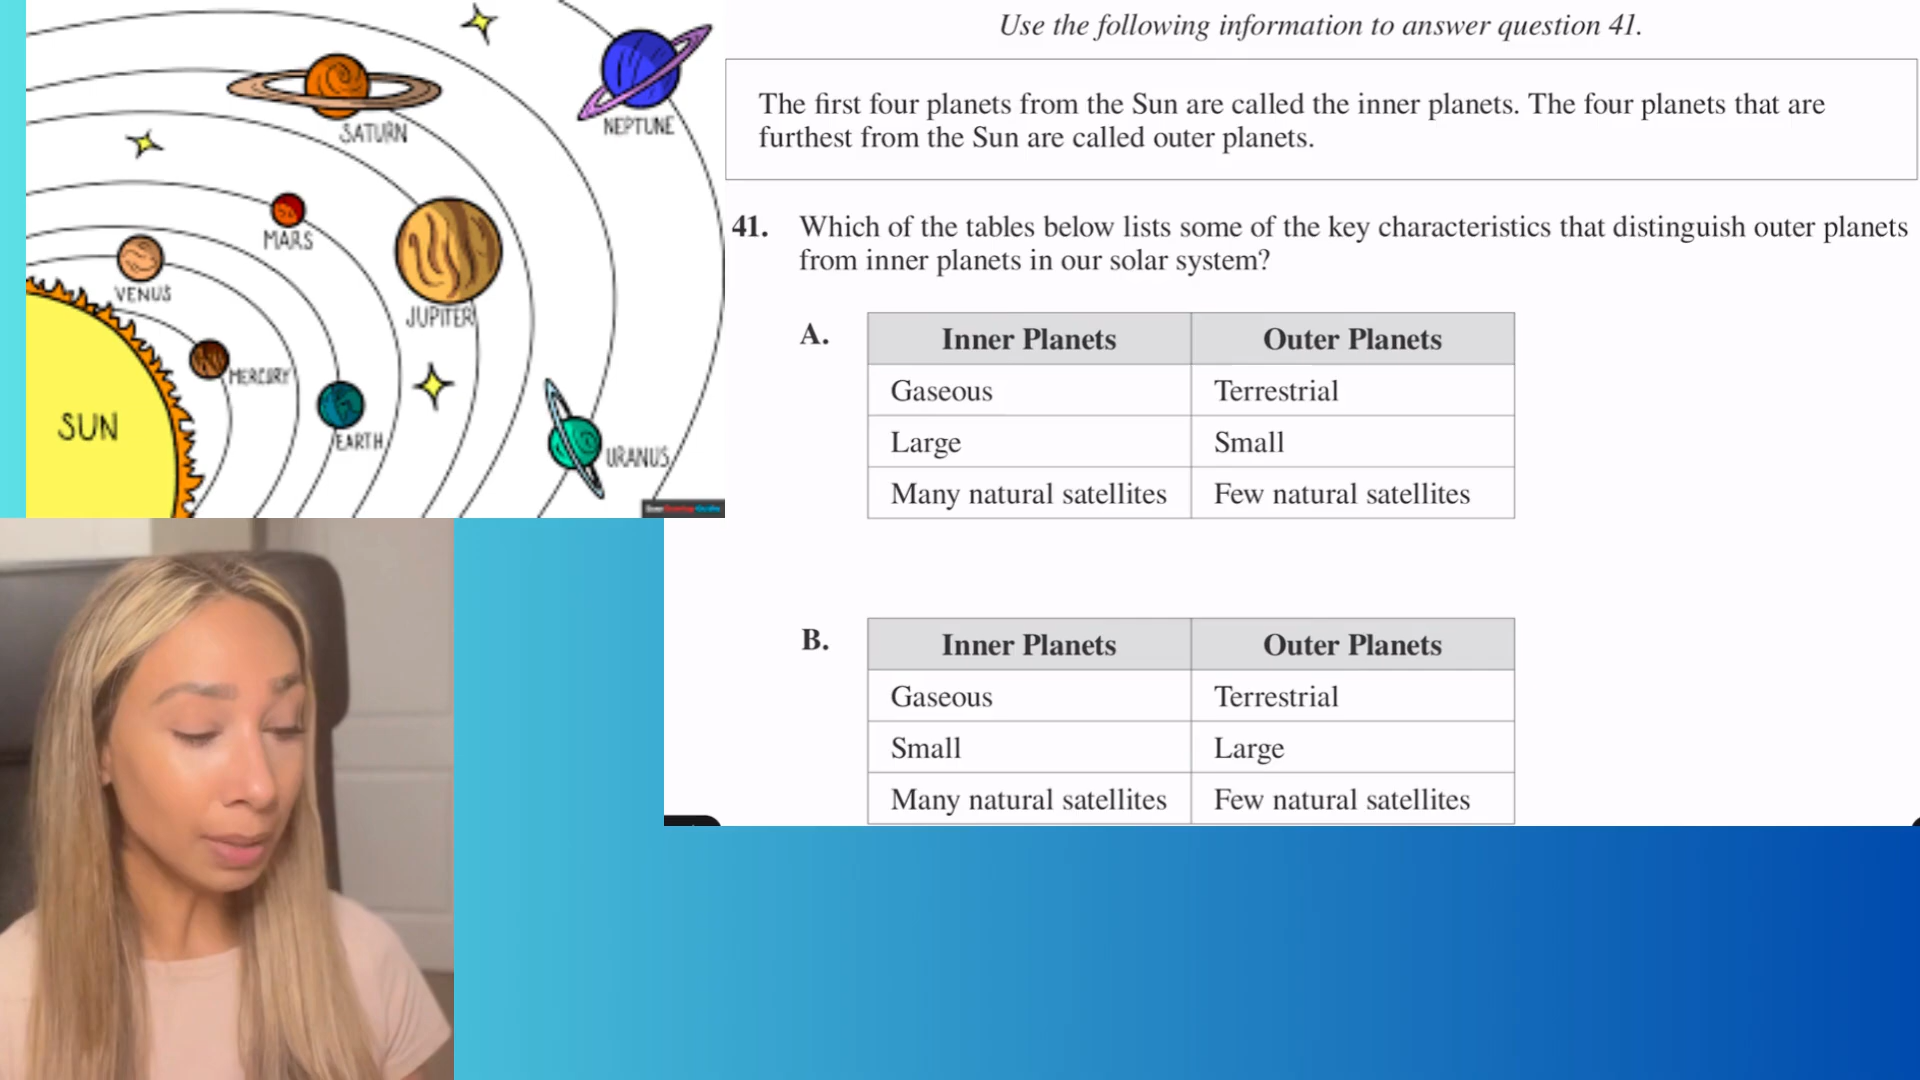 SATURN
NEPTUNE
MARS
VENUS
JUPITER
MERCURY
SUN
EARTH
URANUS
Use the following information to answer question 41.
The first four planets from the Sun are called the inner planets. The four planets that are
furthest from the Sun are called outer planets.
41. Which of the tables below lists some of the key characteristics that distinguish outer planets
from inner planets in our solar system?
A.
Inner Planets Outer Planets
Gaseous Terrestrial
Large Small
Many natural satellites Few natural satellites
B.
Inner Planets Outer Planets
Gaseous Terrestrial
Small Large
Many natural satellites Few natural satellites